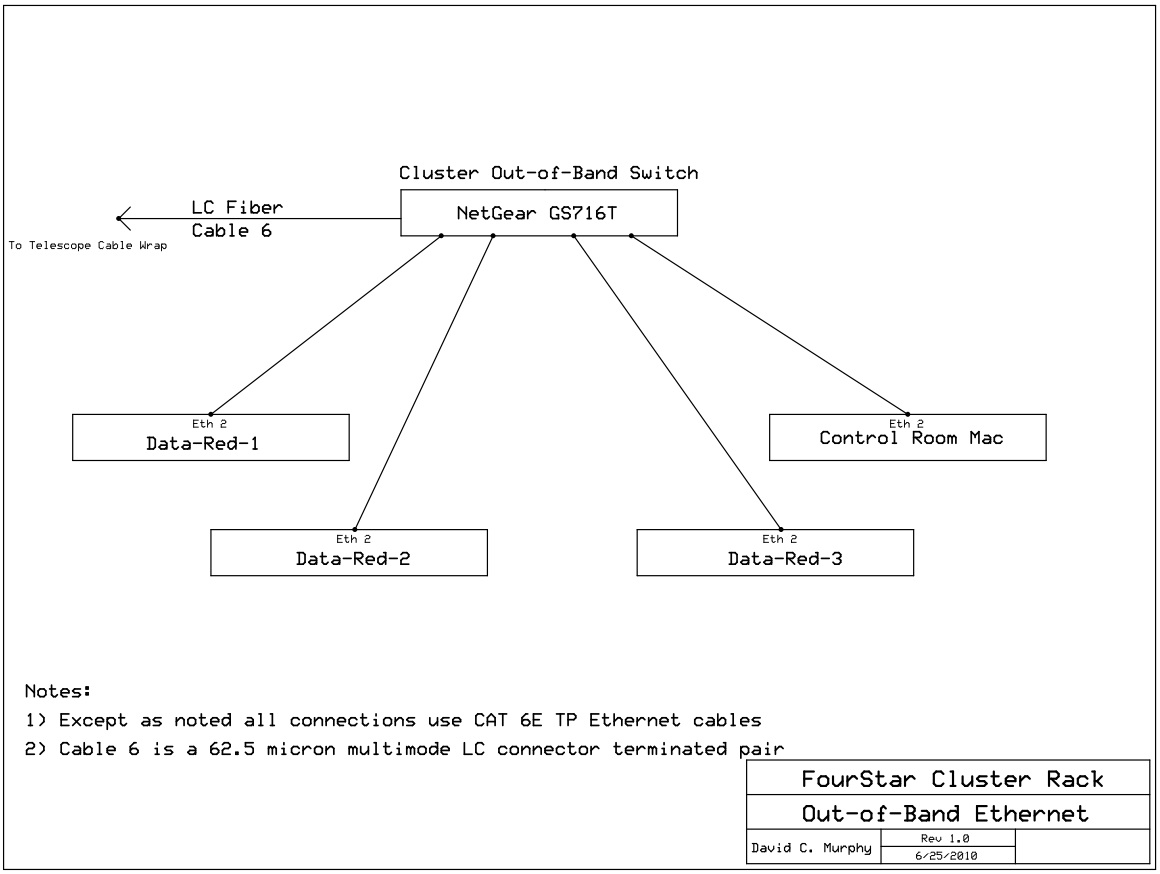 Cluster Out-of-Band Switch
NetGear GS716T
LC Fiber
Cable 6
To Telescope Cable Wrap
Eth 2
Data-Red-1
Eth 2
Control Room Mac
Eth 2
Data-Red-2
Eth 2
Data-Red-3
Notes:
1) Except as noted all connections use CAT 6E TP Ethernet cables
2) Cable 6 is a 62.5 micron multimode LC connector terminated pair
FourStar Cluster Rack
Out-of-Band Ethernet
David C. Murphy
Rev 1.0
6/25/2010